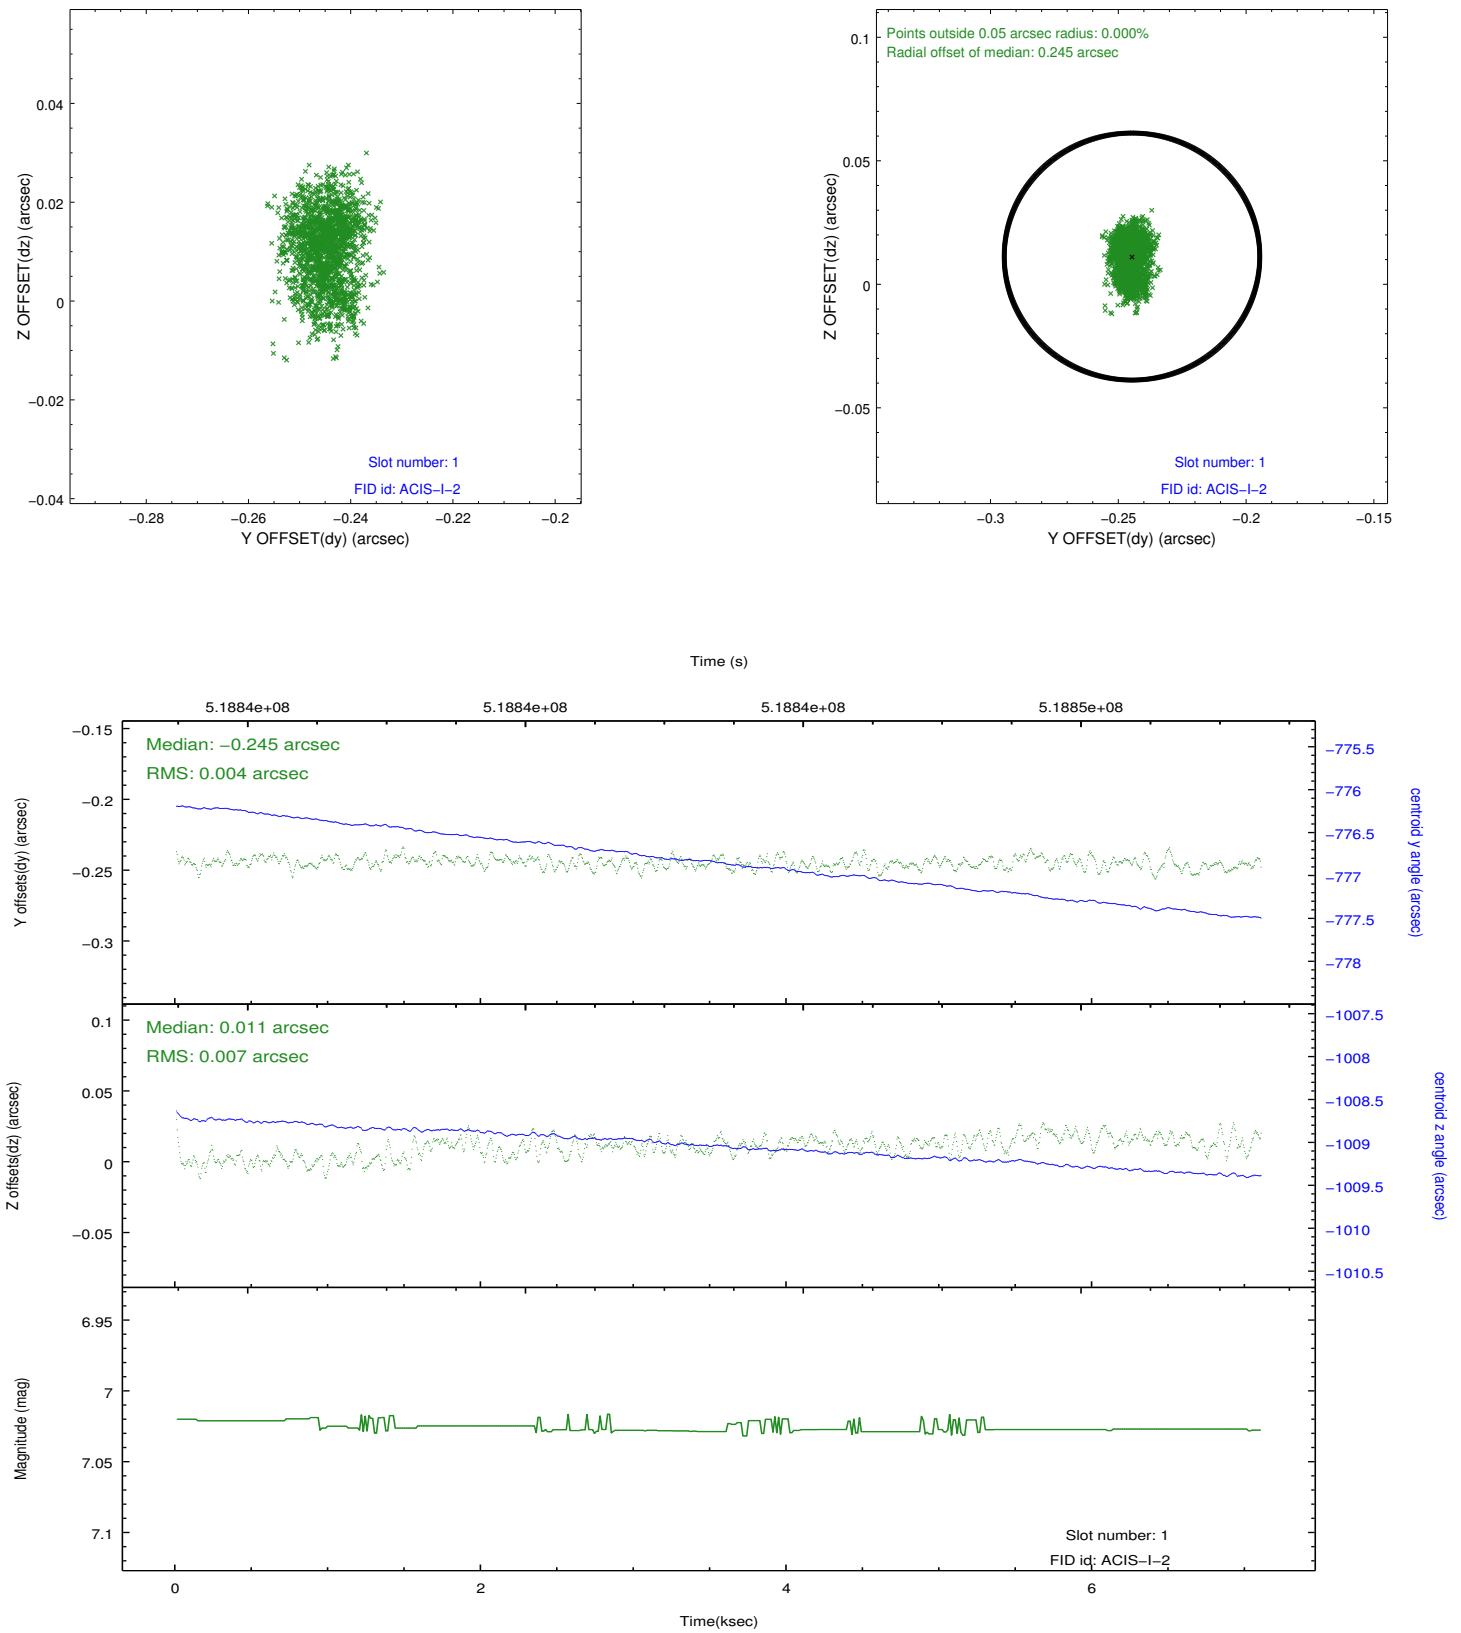 0.04
0.02
0
−0.02
−0.04
Z OFFSET(dz) (arcsec)
Slot number: 1
FID id: ACIS−I−2
−0.28
−0.26
−0.24
−0.22
−0.2
Y OFFSET(dy) (arcsec)
Points outside 0.05 arcsec radius: 0.000%
Radial offset of median: 0.245 arcsec
0.1
0.05
0
−0.05
Z OFFSET(dz) (arcsec)
Slot number: 1
FID id: ACIS−I−2
−0.3
−0.25
−0.2
−0.15
Y OFFSET(dy) (arcsec)
Time (s)
5.1884e+08
5.1884e+08
5.1884e+08
5.1885e+08
Median: −0.245 arcsec
RMS: 0.004 arcsec
−0.15
−0.2
−0.25
−0.3
Y offsets(dy) (arcsec)
−775.5
−776
−776.5
−777
−777.5
−778
centroid y angle (arcsec)
Median: 0.011 arcsec
RMS: 0.007 arcsec
0.1
0.05
0
−0.05
Z offsets(dz) (arcsec)
−1007.5
−1008
−1008.5
−1009
−1009.5
−1010
−1010.5
centroid z angle (arcsec)
6.95
7
7.05
7.1
Magnitude (mag)
Slot number: 1
FID id: ACIS−I−2
0
2
4
6
Time(ksec)